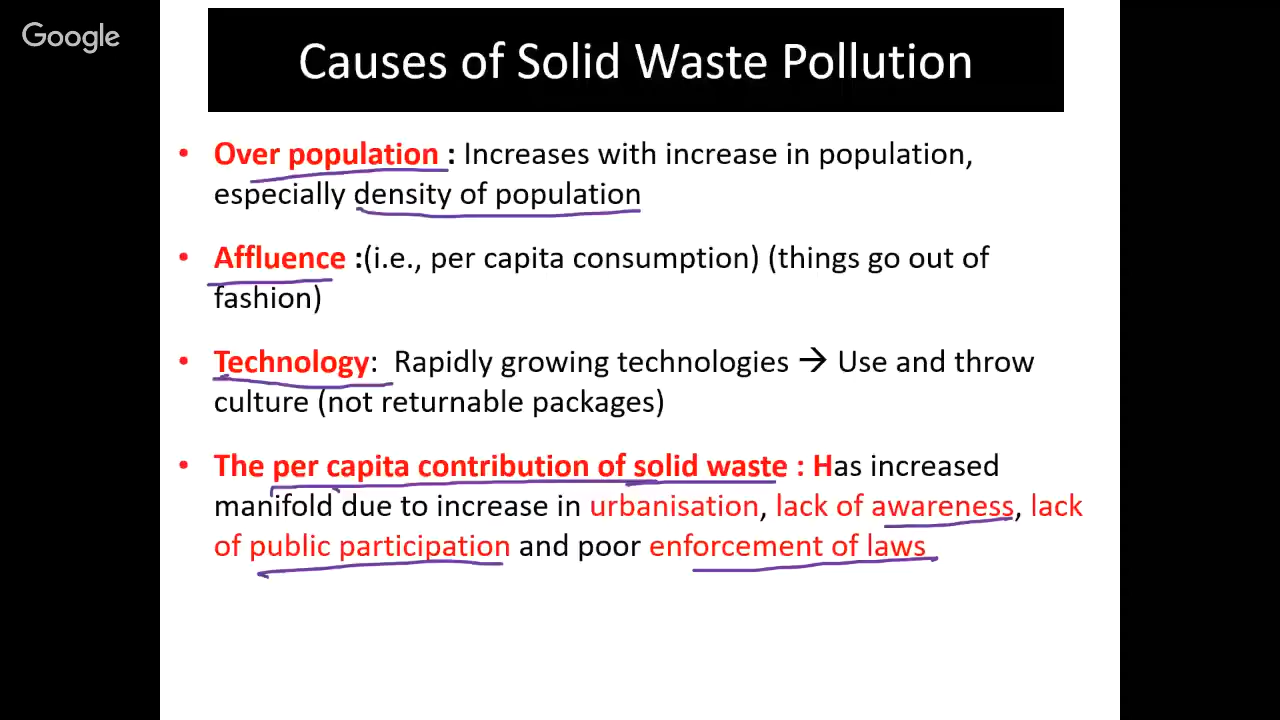 Google
Causes of Solid Waste Pollution
• Over population : Increases with increase in population,
especially density of population
• Affluence :(i.e., per capita consumption) (things go out of
fashion)
• Technology: Rapidly growing technologies → Use and throw
culture (not returnable packages)
• The per capita contribution of solid waste : Has increased
manifold due to increase in urbanisation, lack of awareness, lack
of public participation and poor enforcement of laws